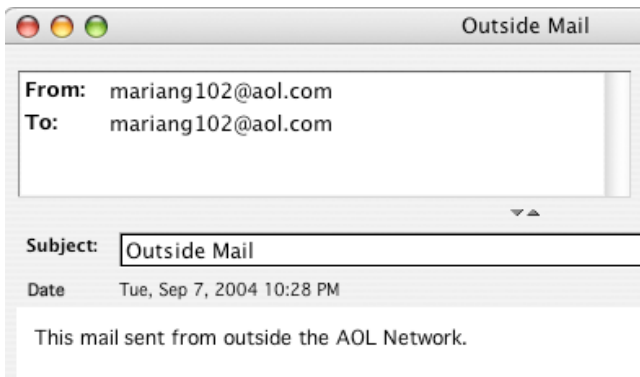 Outside Mail
From: mariang102@aol.com
To: mariang102@aol.com
Subject: Outside Mail
Date Tue, Sep 7, 2004 10:28 PM
This mail sent from outside the AOL Network.